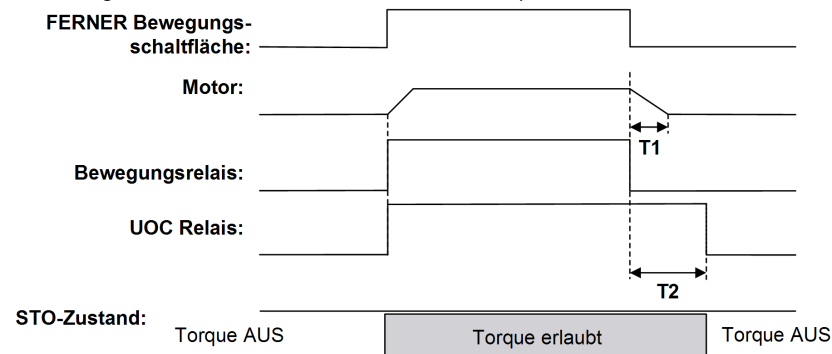 FERNER Bewegungs-
schaltfläche:
Motor:
T1
Bewegungsrelais:
UOC Relais:
T2
STO-Zustand:
Torque AUS
Torque erlaubt
Torque AUS